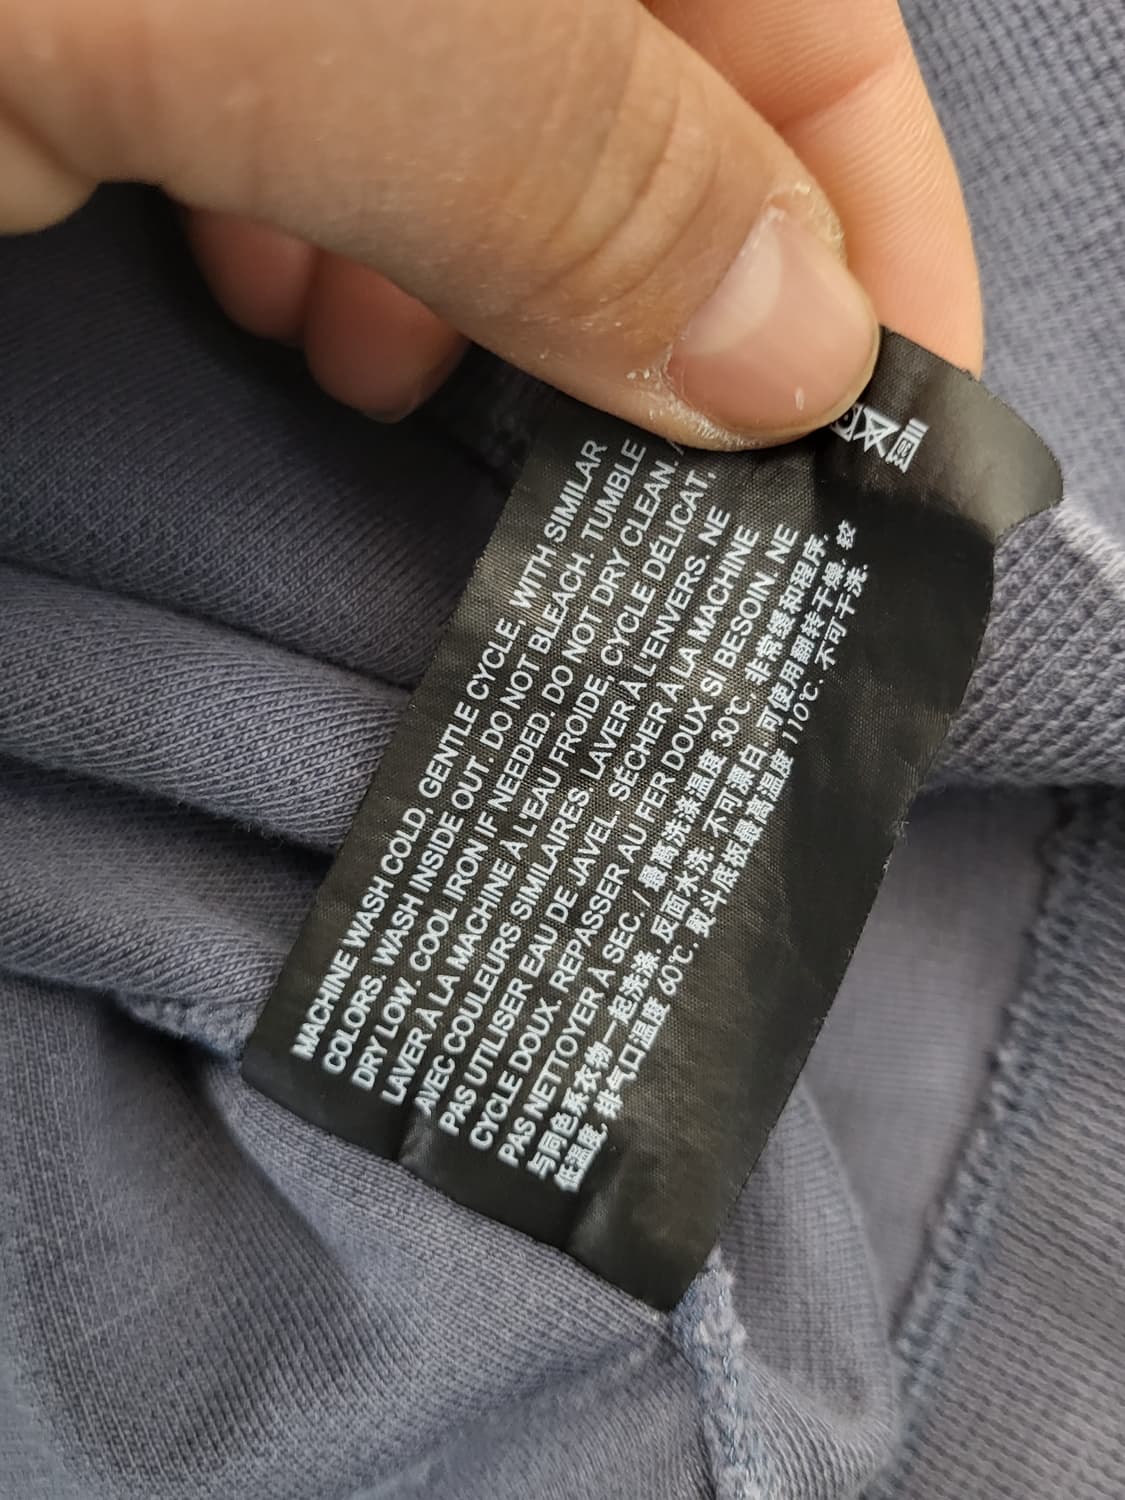 MACHINE WASH COLD, GENTLE CYCLE, WITH SIMILAR
COLORS. WASH INSIDE OUT. DO NOT BLEACH. TUMBLE
DRY LOW. COOL IRON IF NEEDED. DO NOT DRY CLEAN. /
LAVER À LA MACHINE À L'EAU FROIDE, CYCLE DÉLICAT,
AVEC COULEURS SIMILAIRES. LAVER À L'ENVERS. NE
PAS UTILISER EAU DE JAVEL. SÉCHER À LA MACHINE
CYCLE DOUX. REPASSER AU FER DOUX SI BESOIN. NE
PAS NETTOYER À SEC. / 最高洗涤温度 30℃, 非常缓和程序,
与同色系衣物一起洗涤, 反面水洗. 不可漂白. 可使用翻转干燥, 较
低温度, 排气口温度 60℃. 熨斗底板最高温度 110℃. 不可干洗.